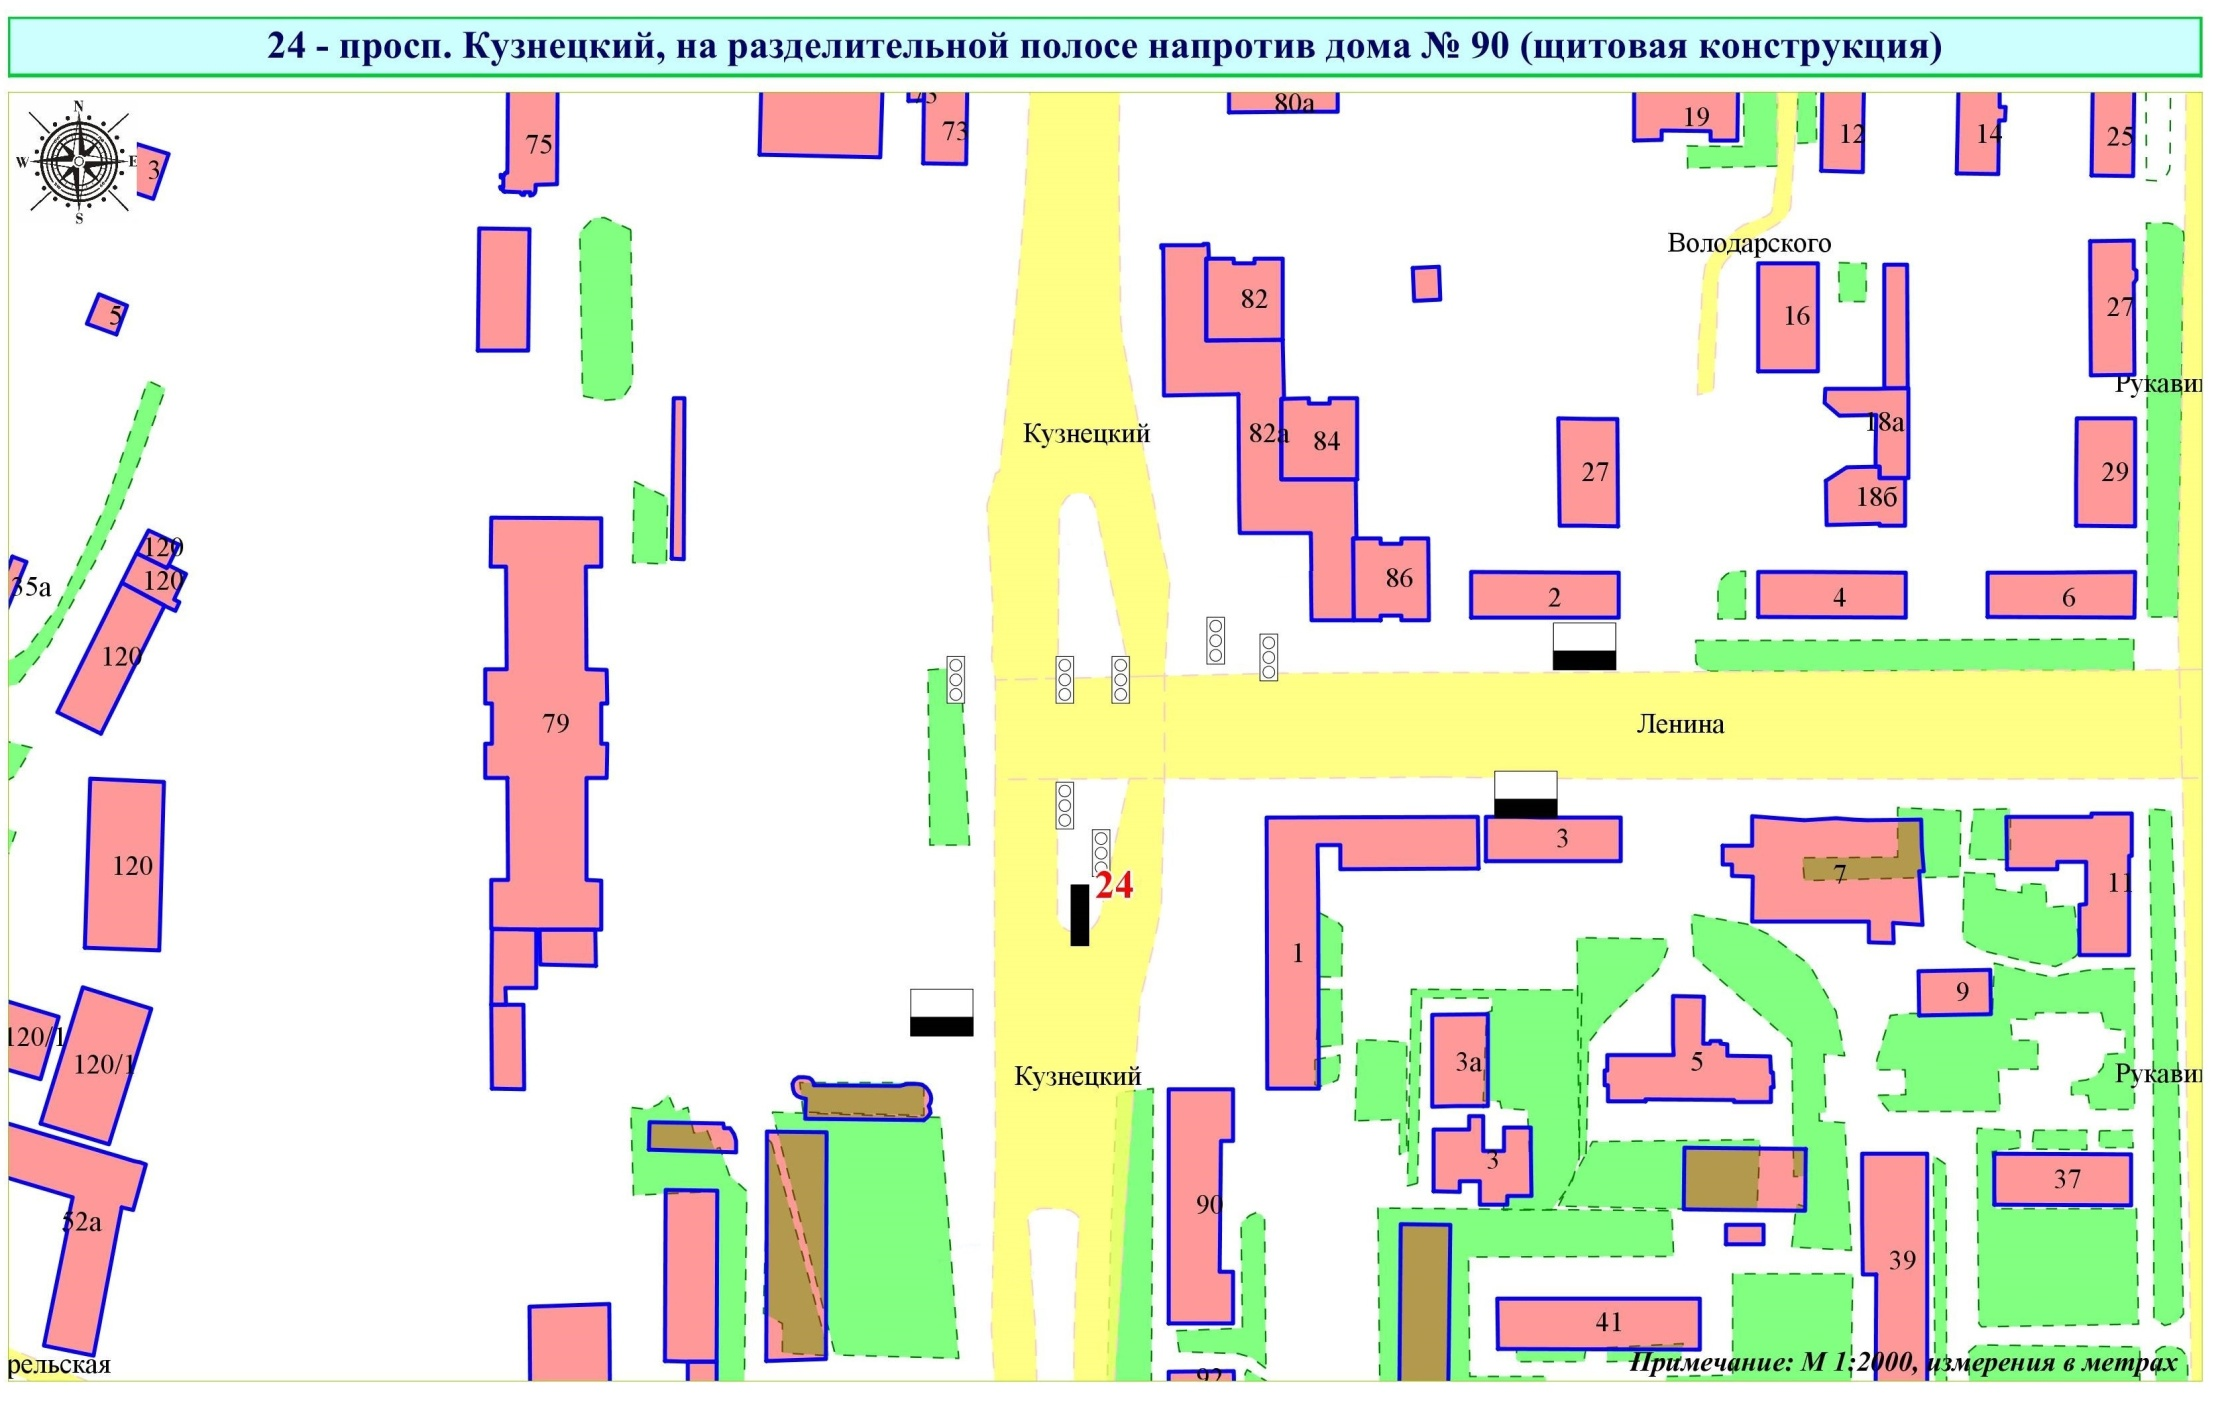 24 - просп. Кузнецкий, на разделительной полосе напротив дома № 90 (щитовая конструкция)
N
W
E
S
3
75
73
73
80а
19
12
14
25
Володарского
5
82
16
27
Рукави
Кузнецкий
82а
84
27
18а
18б
29
120
120
35а
86
2
4
6
120
79
Ленина
3
120
7
11
24
1
9
120/1
120/1
3а
5
Кузнецкий
Рукави
3
37
90
52а
39
41
рельская
92
Примечание: М 1:2000, измерения в метрах